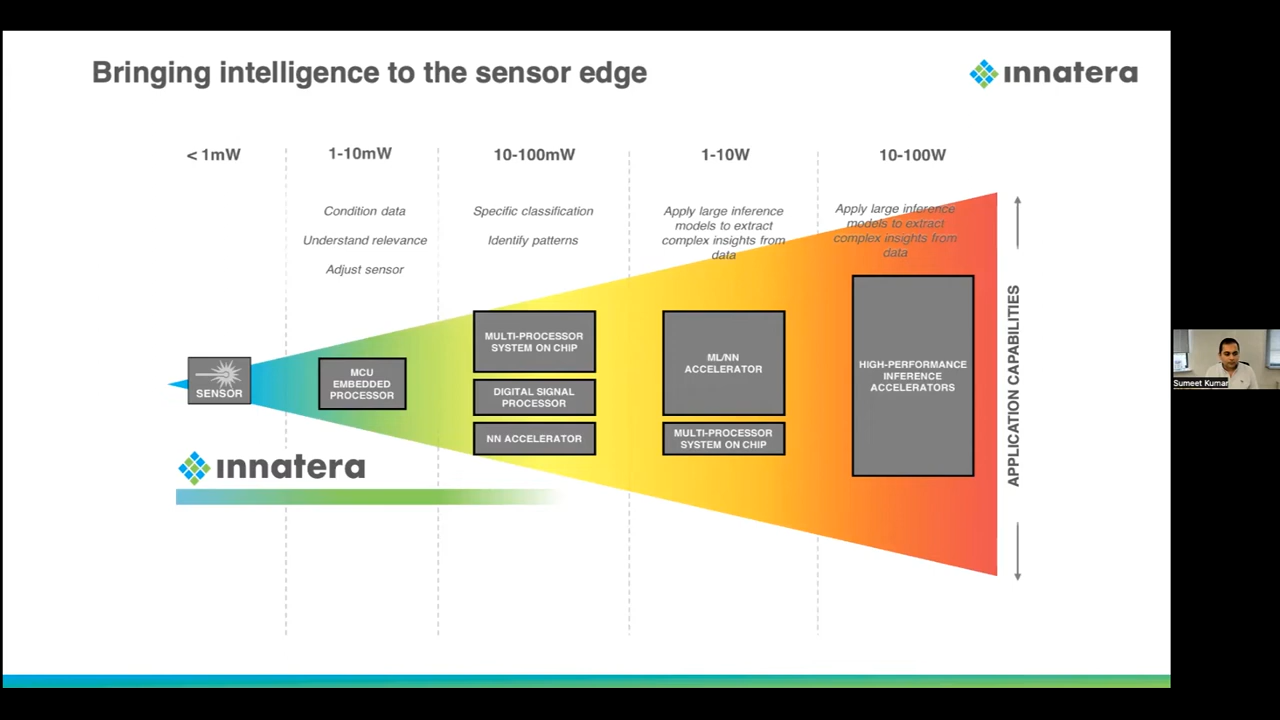 Bringing intelligence to the sensor edge
ınnatera
< 1mW
1-10mW
10-100mW
1-10W
10-100W
Condition data
Understand relevance
Adjust sensor
Specific classification
Identify patterns
Apply large inference
models to extract
complex insights from
data
Apply large inference
models to extract
complex insights from
data
SENSOR
MCU
EMBEDDED
PROCESSOR
MULTI-PROCESSOR
SYSTEM ON CHIP
DIGITAL SIGNAL
PROCESSOR
NN ACCELERATOR
ML/NN
ACCELERATOR
MULTI-PROCESSOR
SYSTEM ON CHIP
HIGH-PERFORMANCE
INFERENCE
ACCELERATORS
APPLICATION CAPABILITIES
ınnatera
Sumeet Kumar